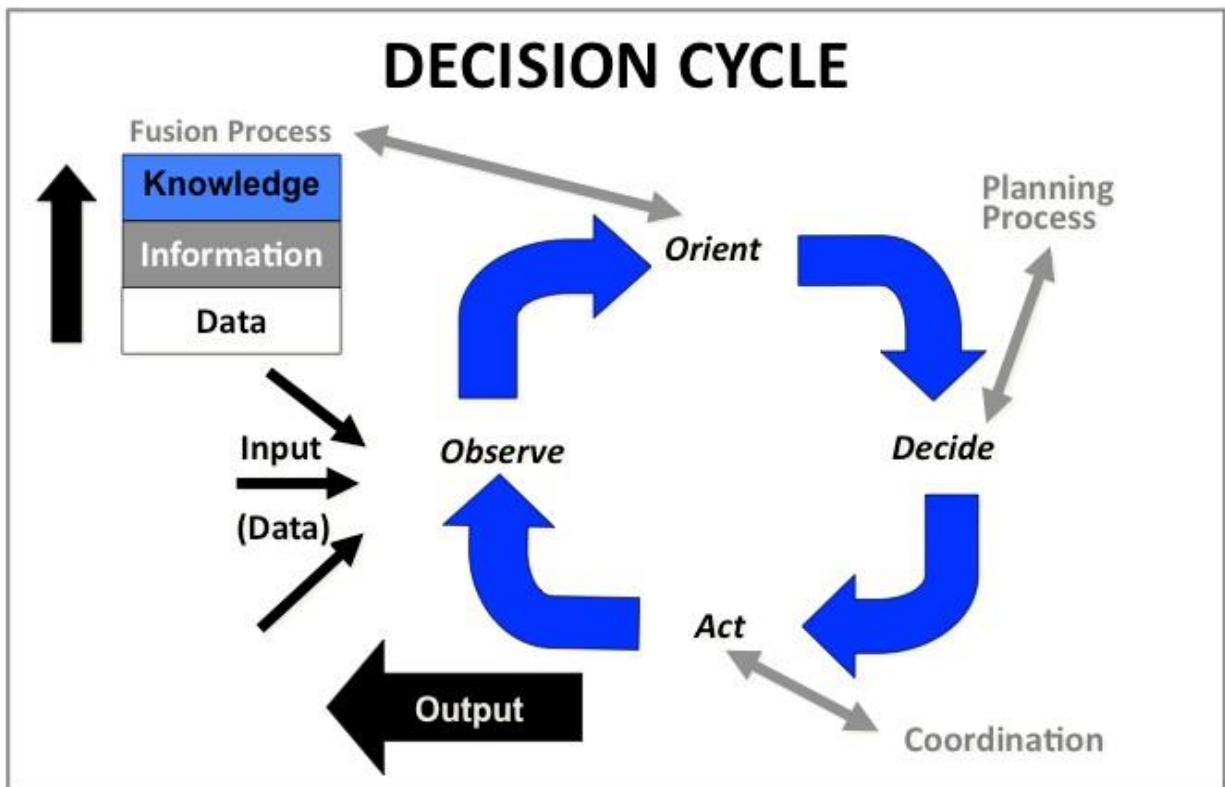 DECISION CYCLE
Fusion Process
Knowledge
Information
Data
Planning
Process
Orient
Input
(Data)
Observe
Decide
Act
Output
Coordination